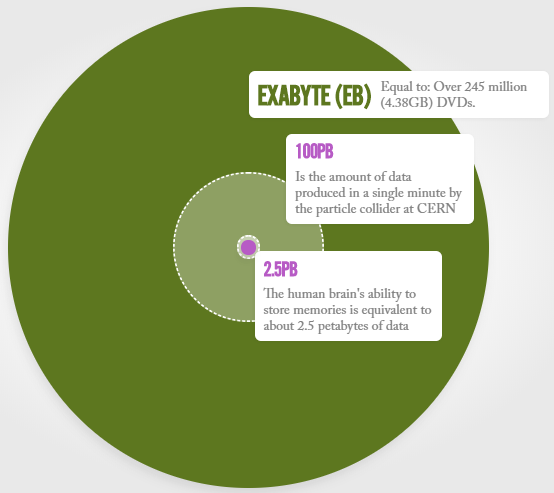 EXABYTE (EB)
Equal to: Over 245 million
(4.38GB) DVDs.
100PB
Is the amount of data
produced in a single minute by
the particle collider at CERN
2.5PB
The human brain's ability to
store memories is equivalent to
about 2.5 petabytes of data